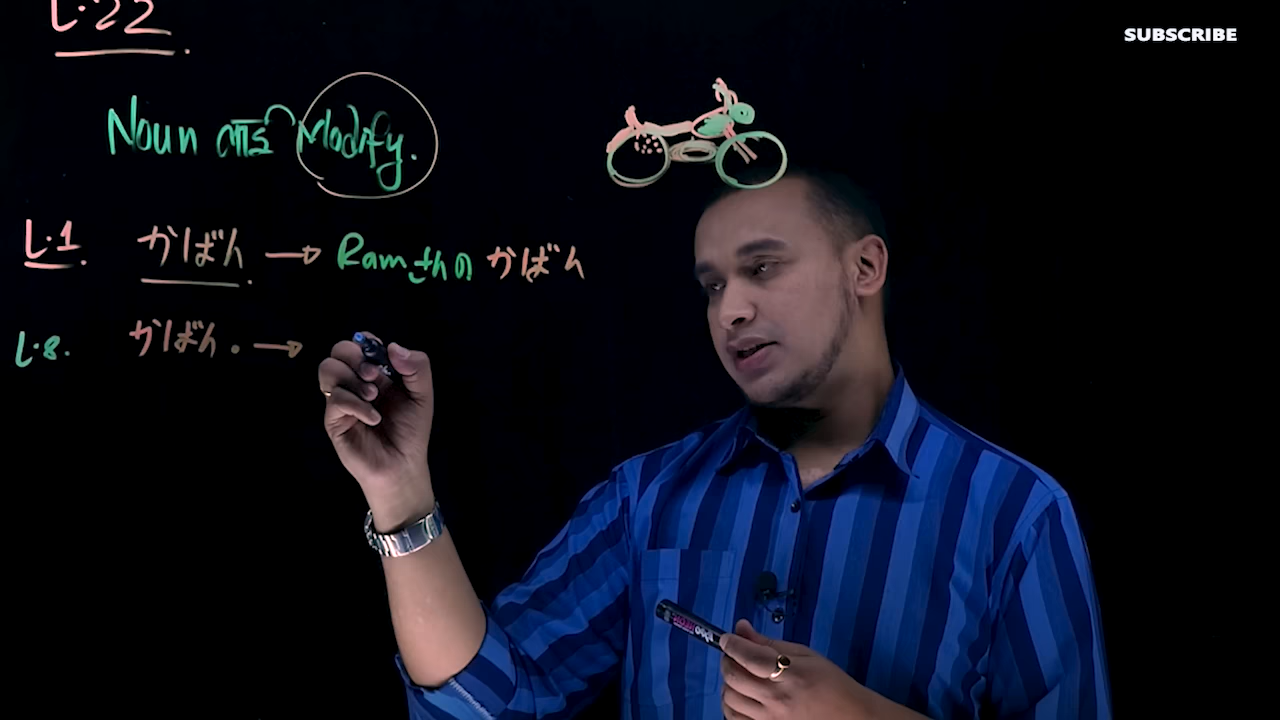 SUBSCRIBE
L.22
Noun लाई Modify.
L.1. かばん → Ramさんの かばん
L.8. かばん. →